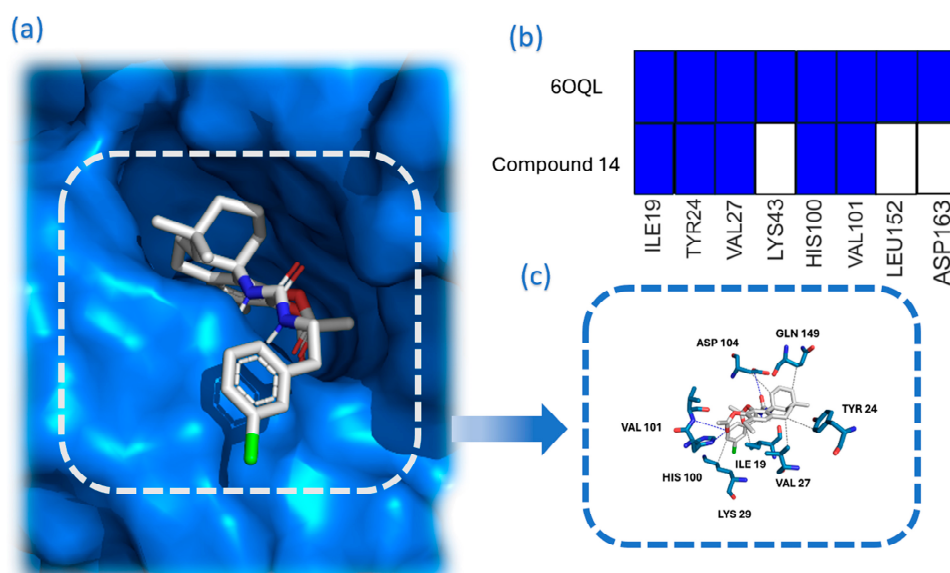 (a)
(b)
6OQL
Compound 14
ILE19
TYR24
VAL27
LYS43
HIS100
VAL101
LEU152
ASP163
(c)
ASP 104
GLN 149
TYR 24
VAL 101
HIS 100
ILE 19
VAL 27
LYS 29